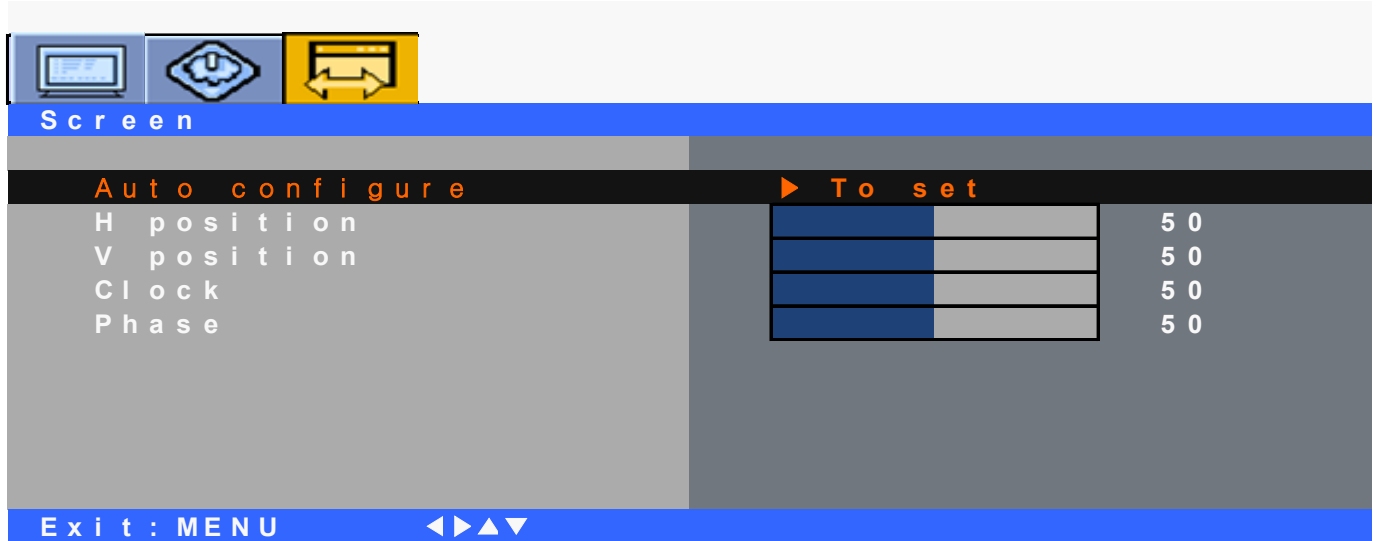 Screen
Auto configure ▶ To set
H position 50
V position 50
Clock 50
Phase 50
Exit:MENU ◀▶▲▼